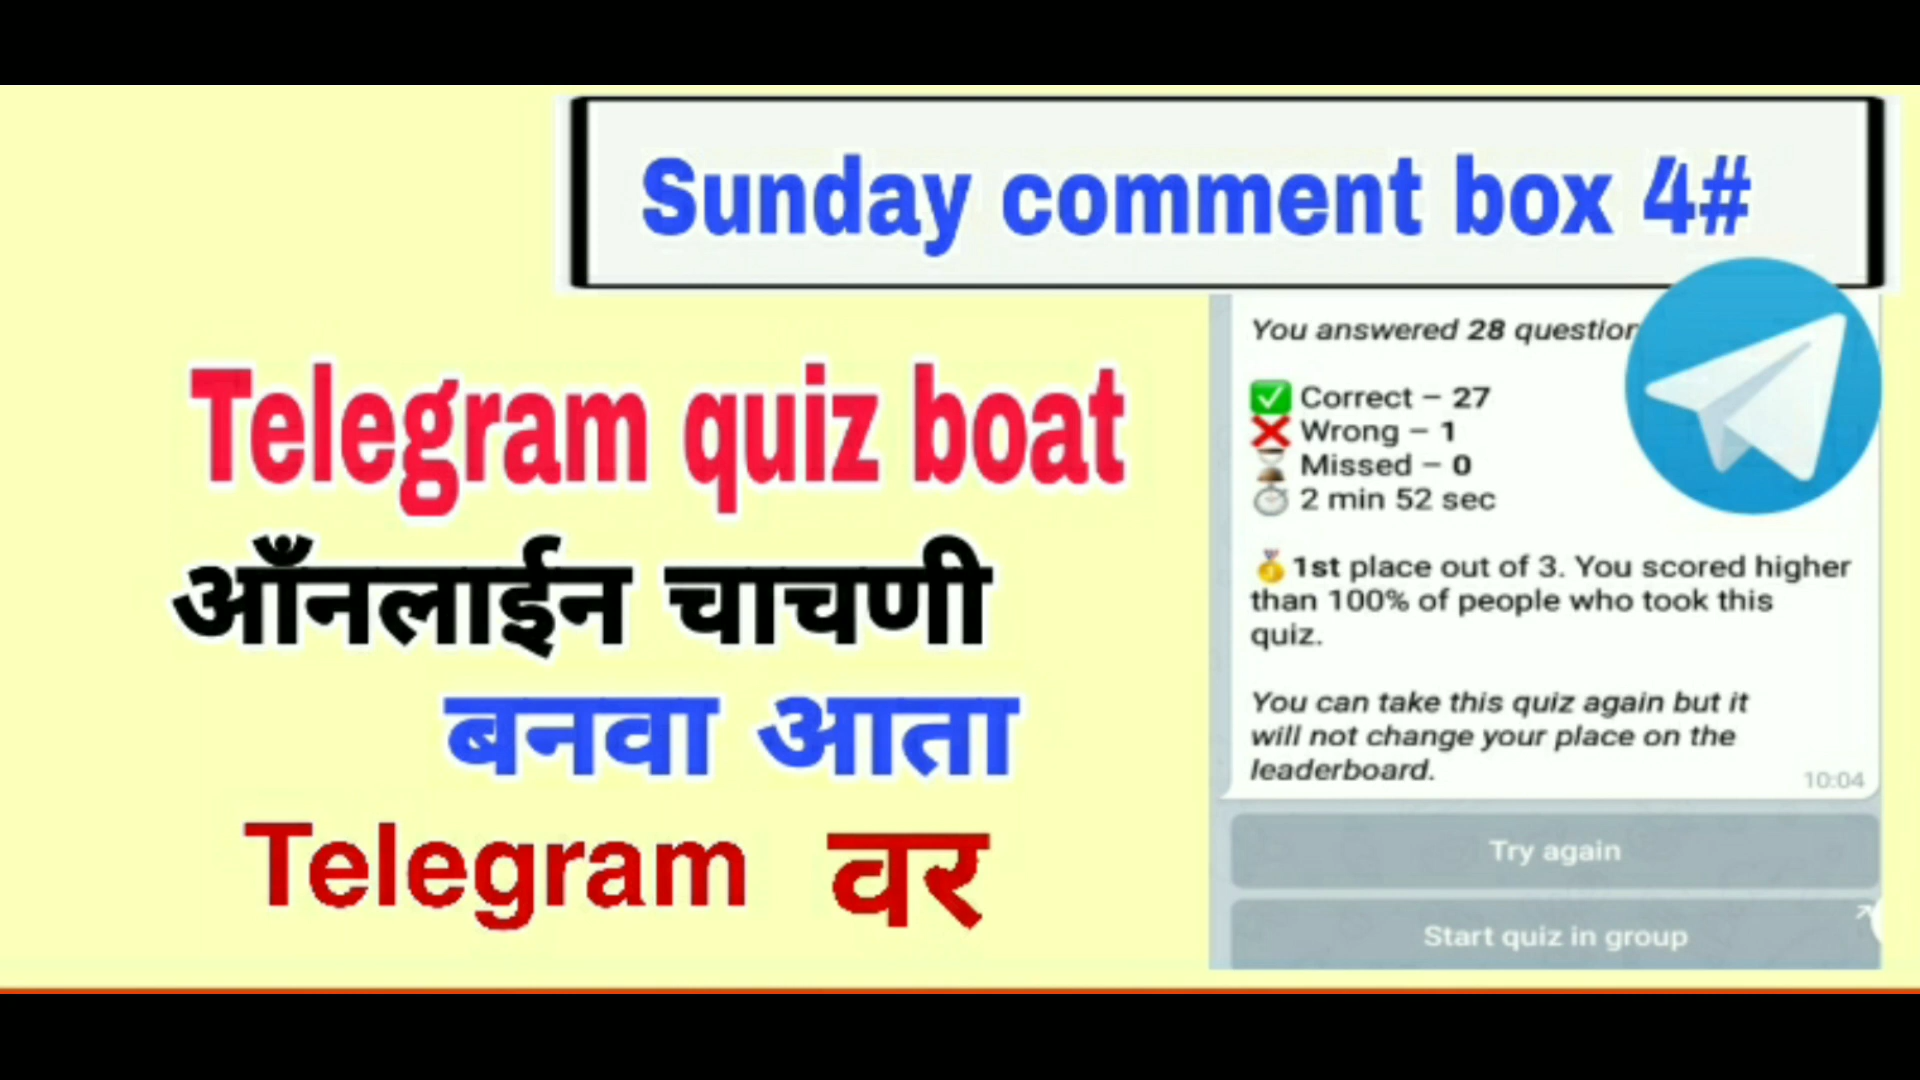 Sunday comment box 4#
Telegram quiz boat
ऑंनलाईन चाचणी
बनवा आता
Telegram वर
You answered 28
✅ Correct – 27
❌ Wrong – 1
⌛ Missed – 0
⏱ 2 min 52 sec
🥇 1st place out of 3. You scored higher
than 100% of people who took this
quiz.
You can take this quiz again but it
will not change your place on the
leaderboard.
10:04
Try again
Start quiz in group